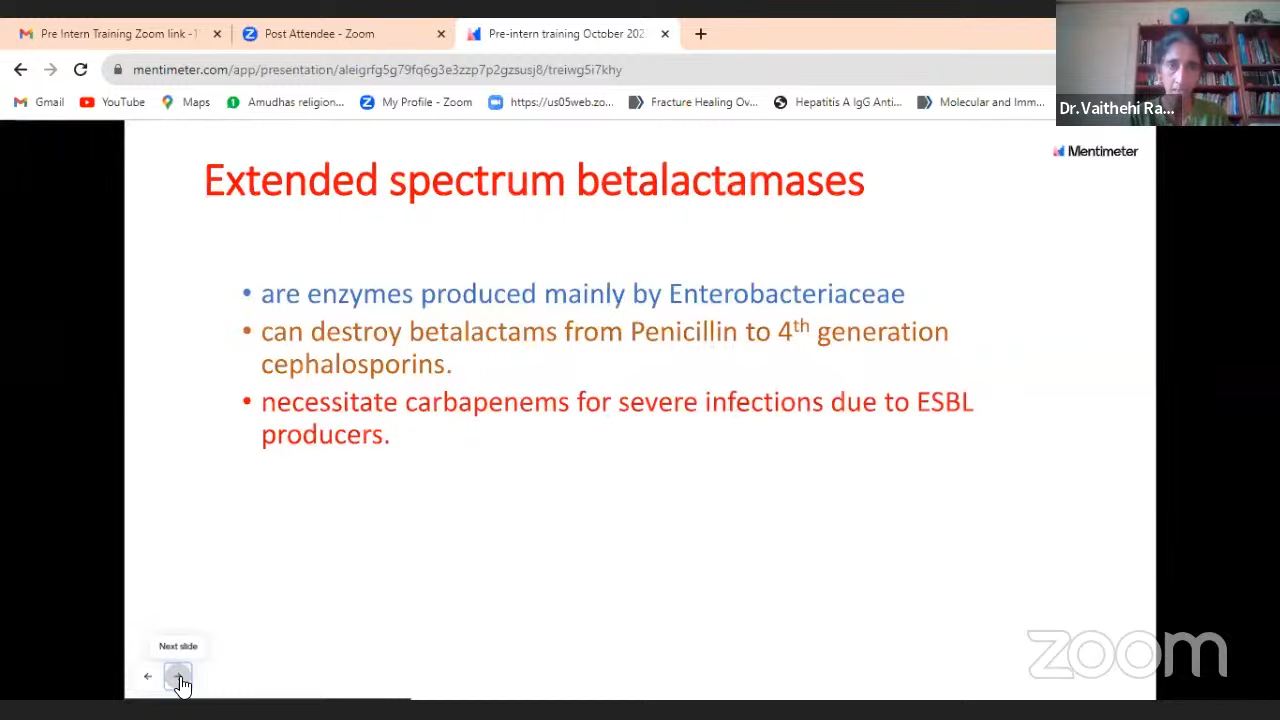 Pre Intern Training Zoom link - 1
Post Attendee - Zoom
Pre-intern training October 202
mentimeter.com/app/presentation/aleigrfg5g79fq6g3e3zzp7p2gzsusj8/treiwg5i7khy
Gmail
YouTube
Maps
Amudhas religion...
My Profile - Zoom
https://us05web.zo...
Fracture Healing Ov...
Hepatitis A IgG Anti...
Molecular and Imm...
Dr.Vaithehi Ra...
Mentimeter
Extended spectrum betalactamases
• are enzymes produced mainly by Enterobacteriaceae
• can destroy betalactams from Penicillin to 4th generation
cephalosporins.
• necessitate carbapenems for severe infections due to ESBL
producers.
Next slide
zoom